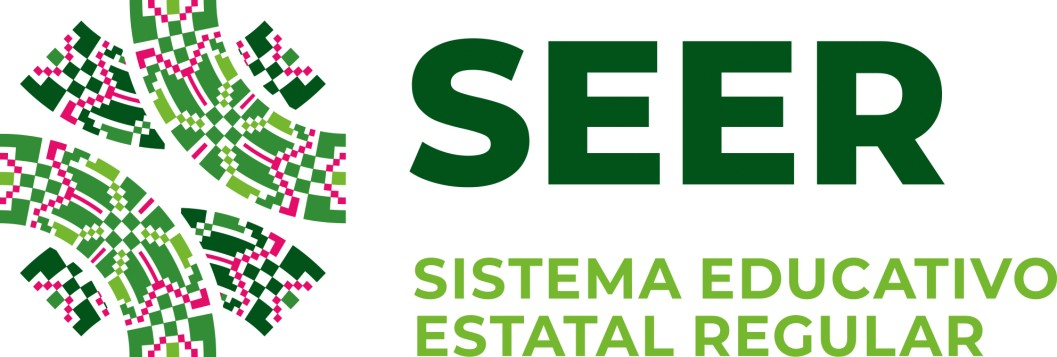 SEER
SISTEMA EDUCATIVO
ESTATAL REGULAR